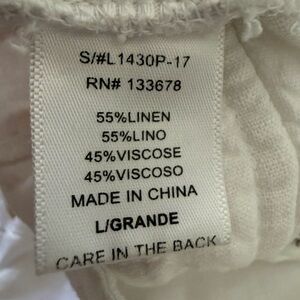 S/#L1430P-17
RN# 133678
55%LINEN
55%LINO
45%VISCOSE
45%VISCOSO
MADE IN CHINA
L/GRANDE
CARE IN THE BACK